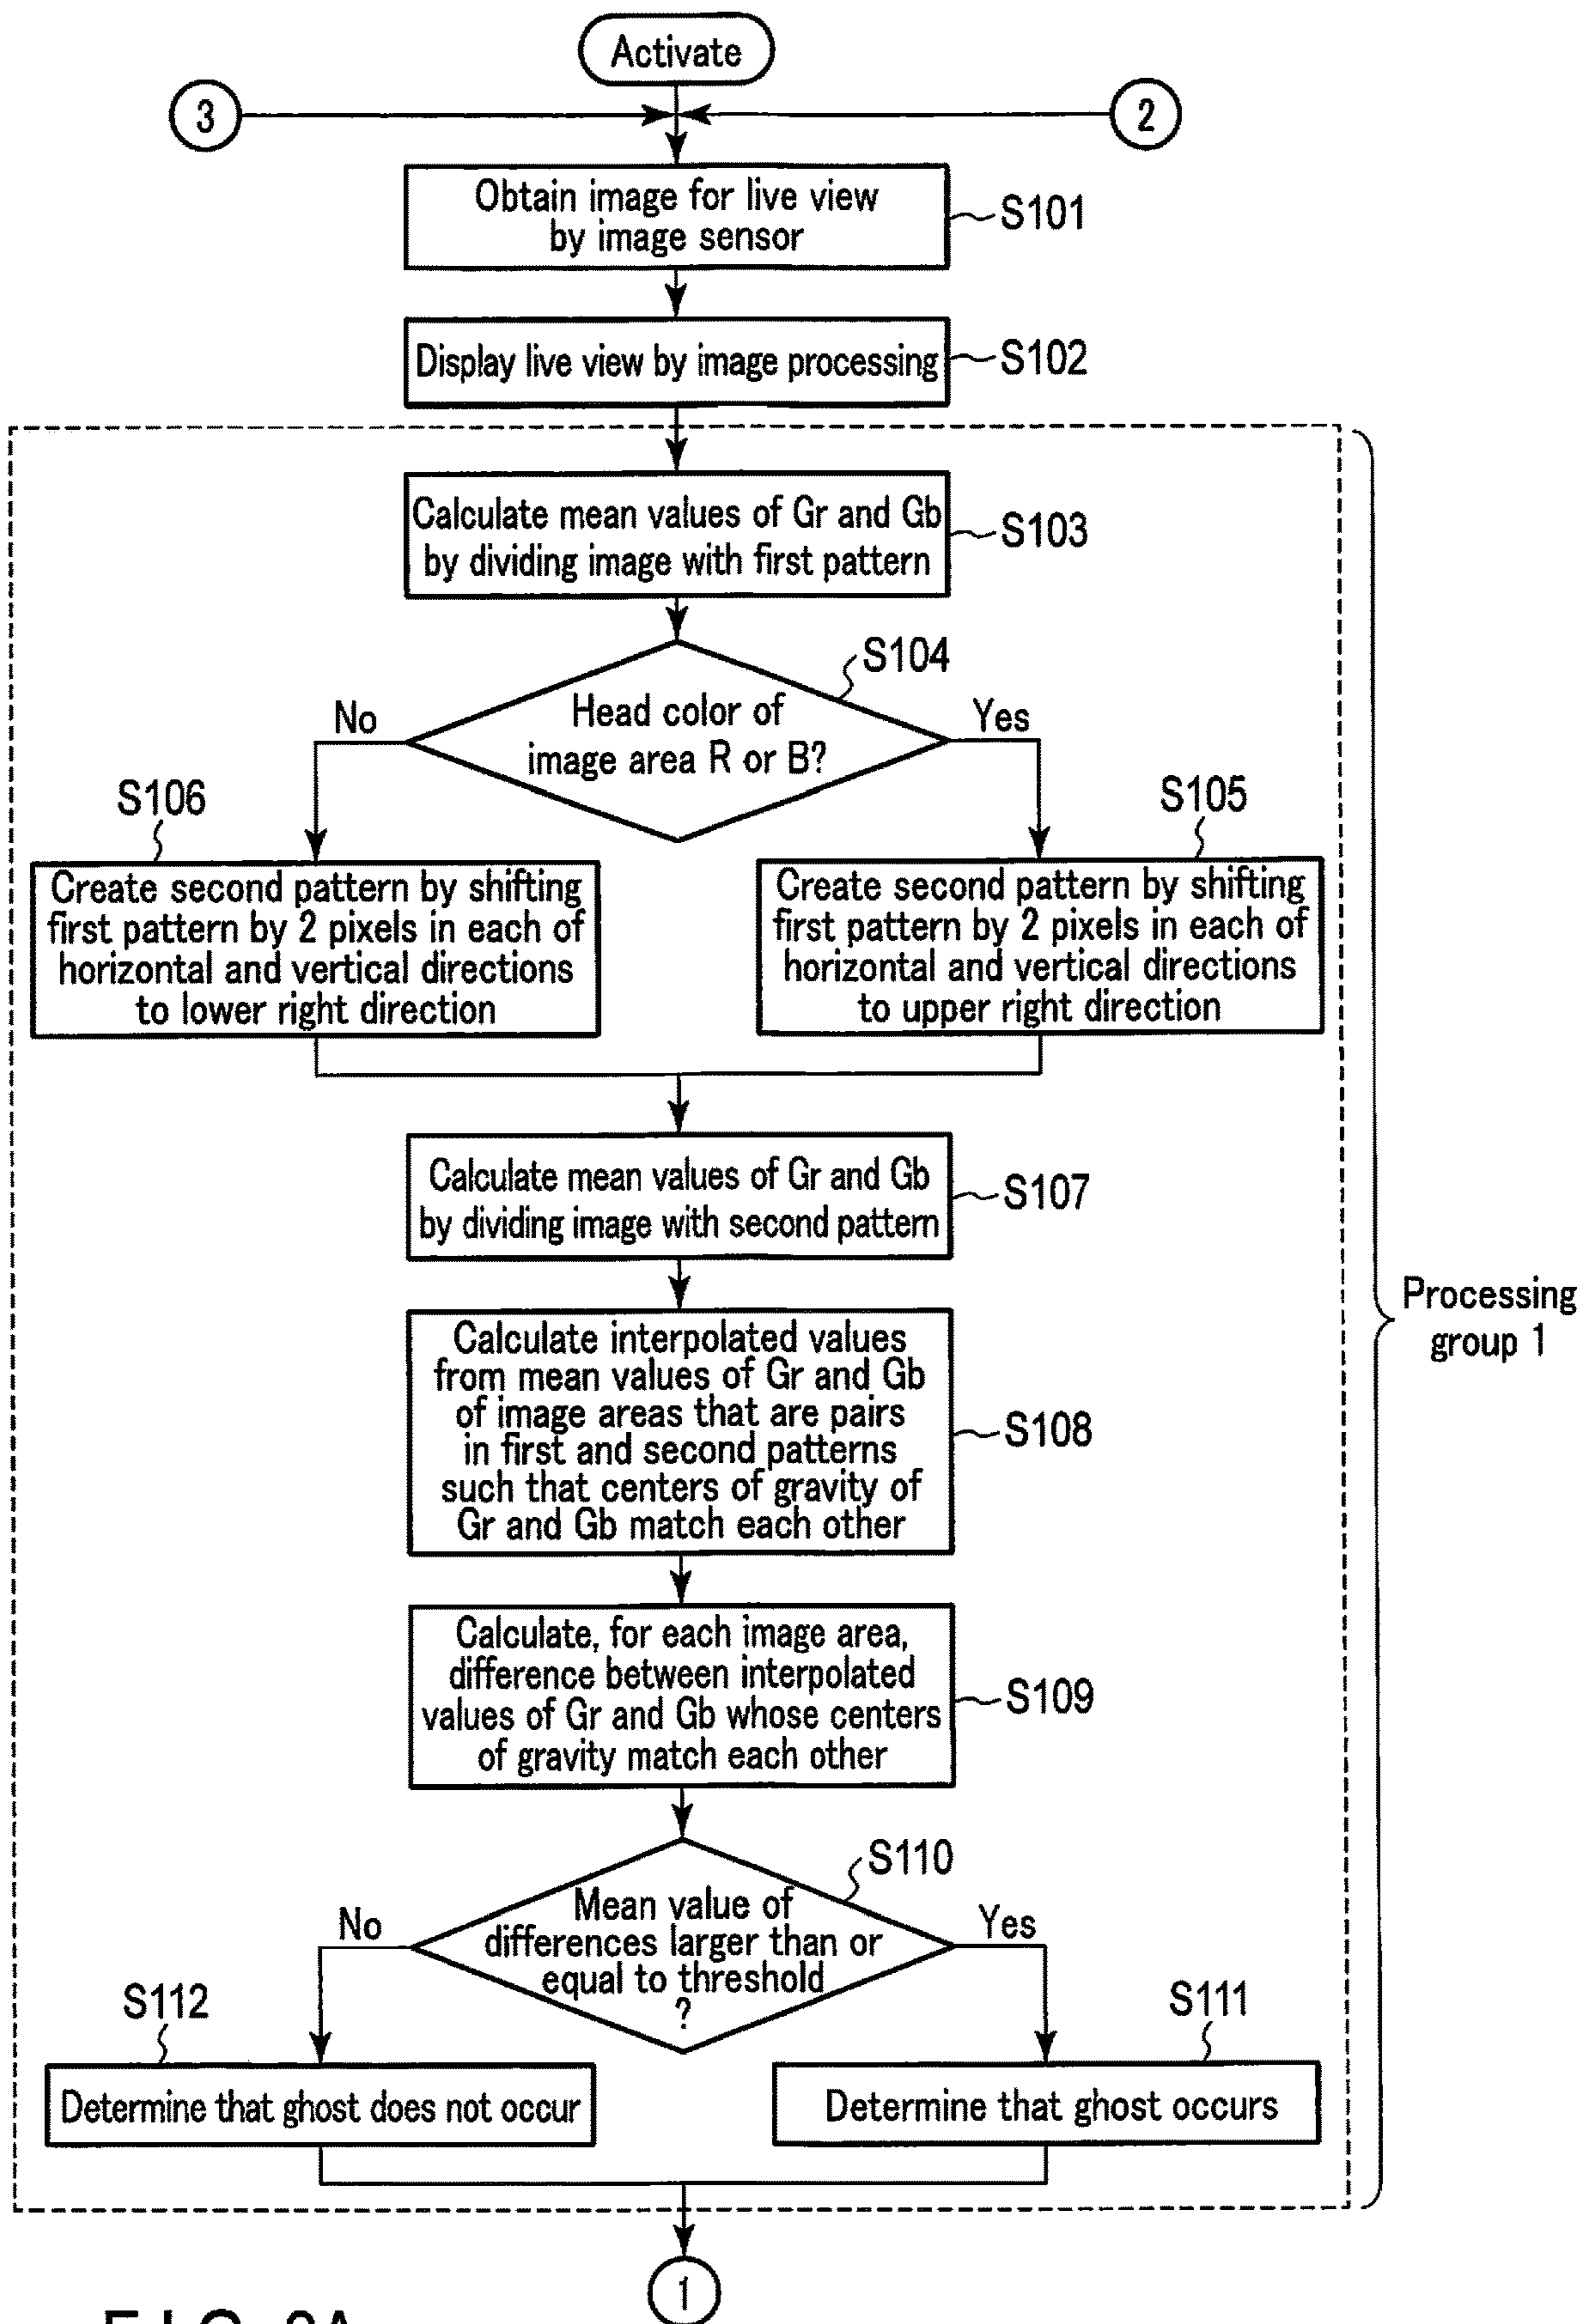 Activate
3
2
Obtain image for live view
by image sensor
S101
Display live view by image processing
S102
Calculate mean values of Gr and Gb
by dividing image with first pattern
S103
S104
Head color of
image area R or B?
No
Yes
S106
S105
Create second pattern by shifting
first pattern by 2 pixels in each of
horizontal and vertical directions
to lower right direction
Create second pattern by shifting
first pattern by 2 pixels in each of
horizontal and vertical directions
to upper right direction
Calculate mean values of Gr and Gb
by dividing image with second pattern
S107
Calculate interpolated values
from mean values of Gr and Gb
of image areas that are pairs
in first and second patterns
such that centers of gravity of
Gr and Gb match each other
S108
Processing
group 1
Calculate, for each image area,
difference between interpolated
values of Gr and Gb whose centers
of gravity match each other
S109
S110
Mean value of
differences larger than or
equal to threshold
?
No
Yes
S112
S111
Determine that ghost does not occur
Determine that ghost occurs
1